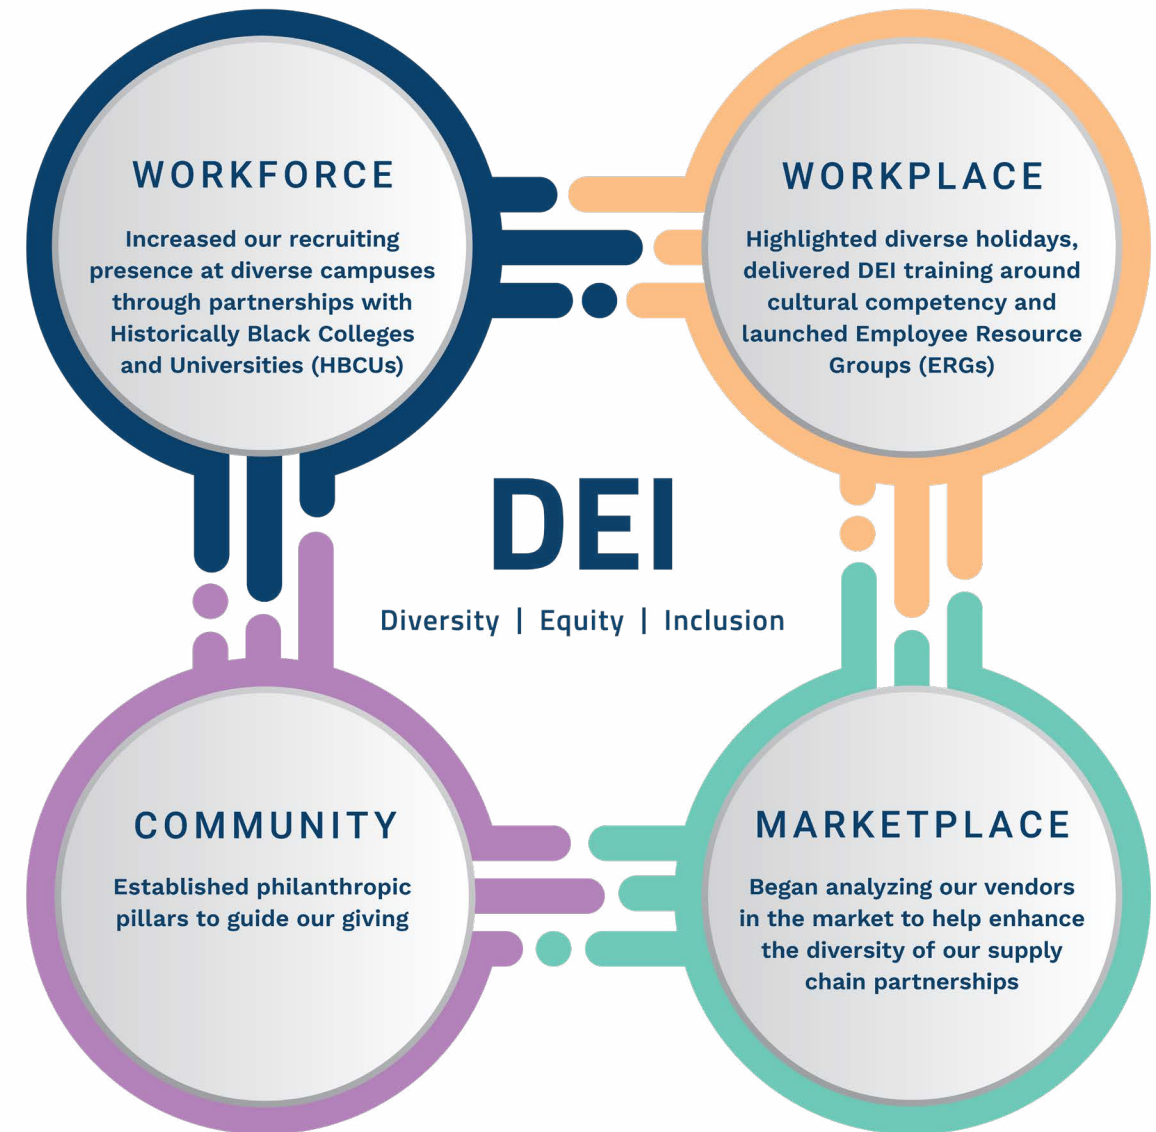 WORKFORCE
Increased our recruiting
presence at diverse campuses
through partnerships with
Historically Black Colleges
and Universities (HBCUs)
WORKPLACE
Highlighted diverse holidays,
delivered DEI training around
cultural competency and
launched Employee Resource
Groups (ERGs)
DEI
Diversity | Equity | Inclusion
COMMUNITY
Established philanthropic
pillars to guide our giving
MARKETPLACE
Began analyzing our vendors
in the market to help enhance
the diversity of our supply
chain partnerships